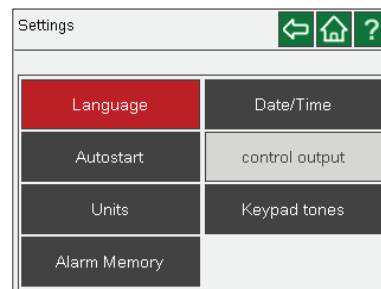 Settings
?
Language
Date/Time
Autostart
control output
Units
Keypad tones
Alarm Memory